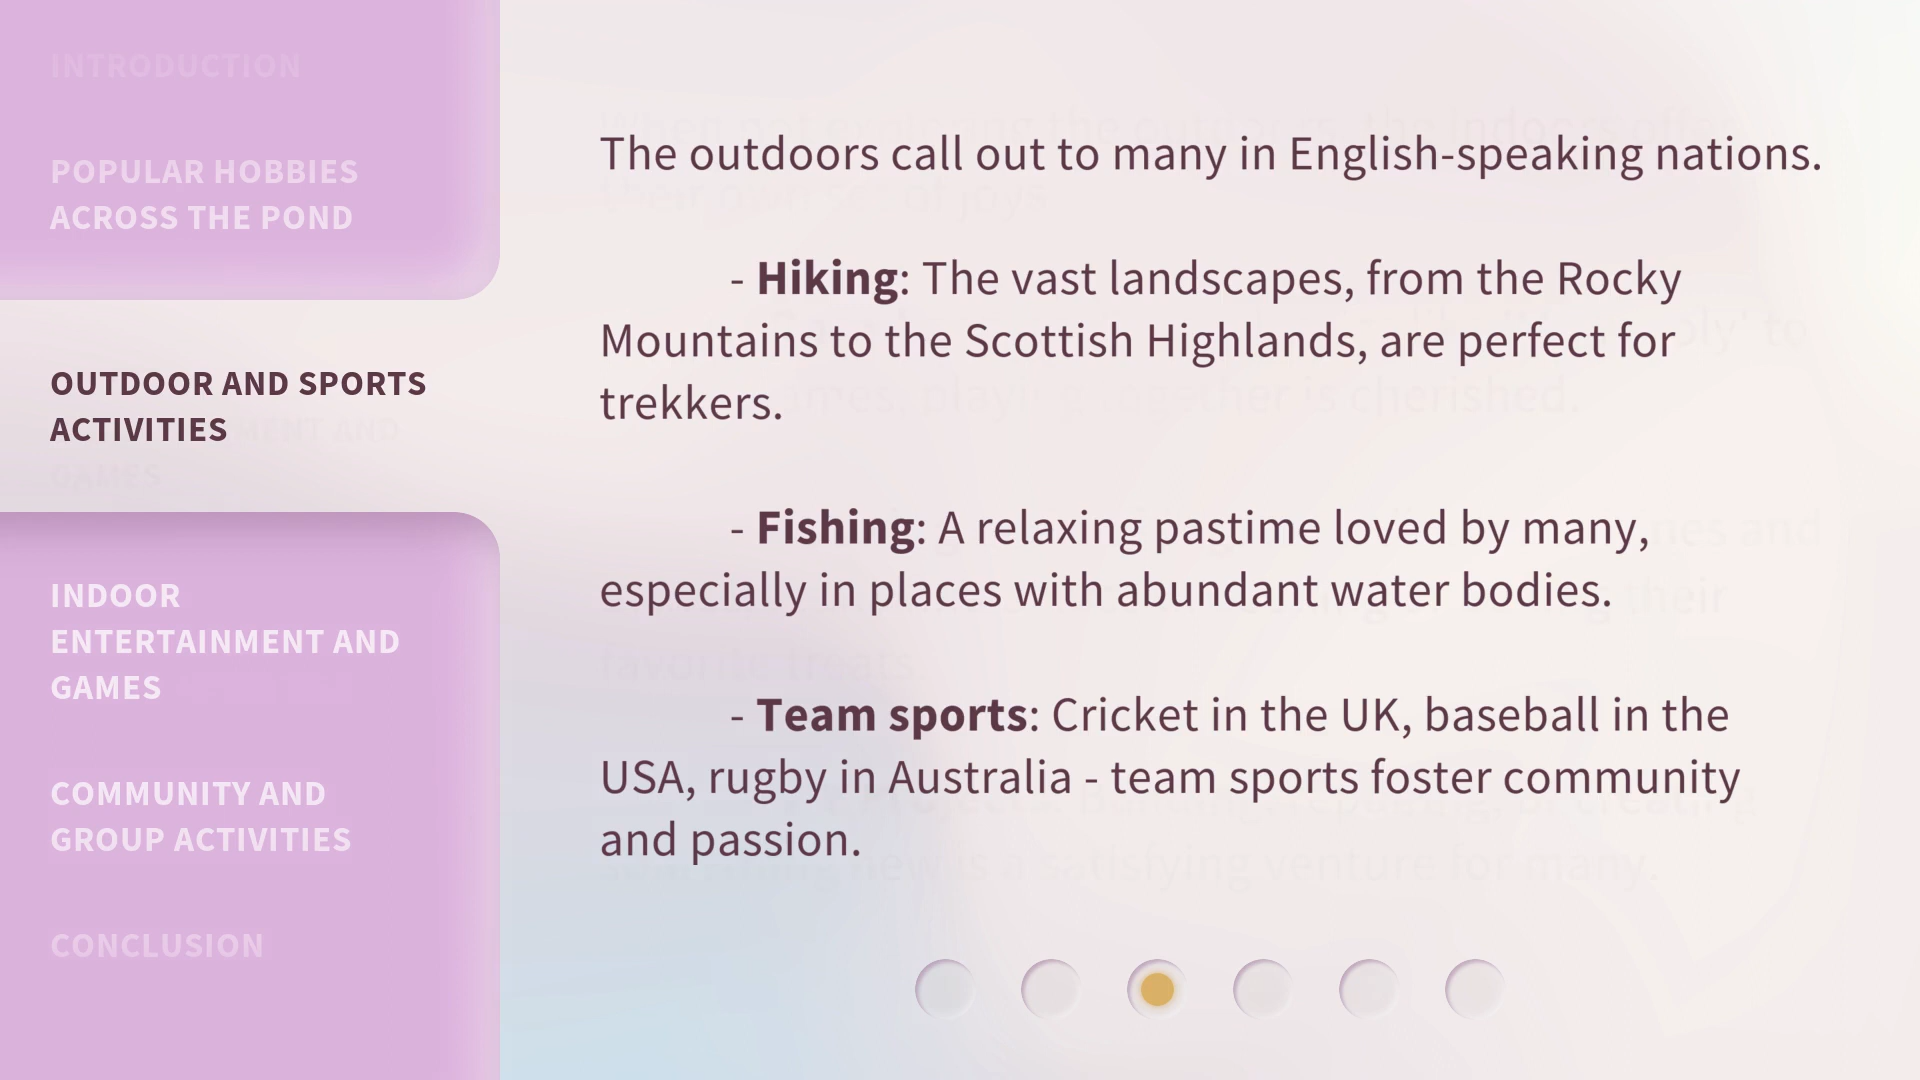 INTRODUCTION
POPULAR HOBBIES
ACROSS THE POND
OUTDOOR AND SPORTS
ACTIVITIES
INDOOR
ENTERTAINMENT AND
GAMES
COMMUNITY AND
GROUP ACTIVITIES
CONCLUSION
The outdoors call out to many in English-speaking nations.
- Hiking: The vast landscapes, from the Rocky
Mountains to the Scottish Highlands, are perfect for
trekkers.
- Fishing: A relaxing pastime loved by many,
especially in places with abundant water bodies.
- Team sports: Cricket in the UK, baseball in the
USA, rugby in Australia - team sports foster community
and passion.